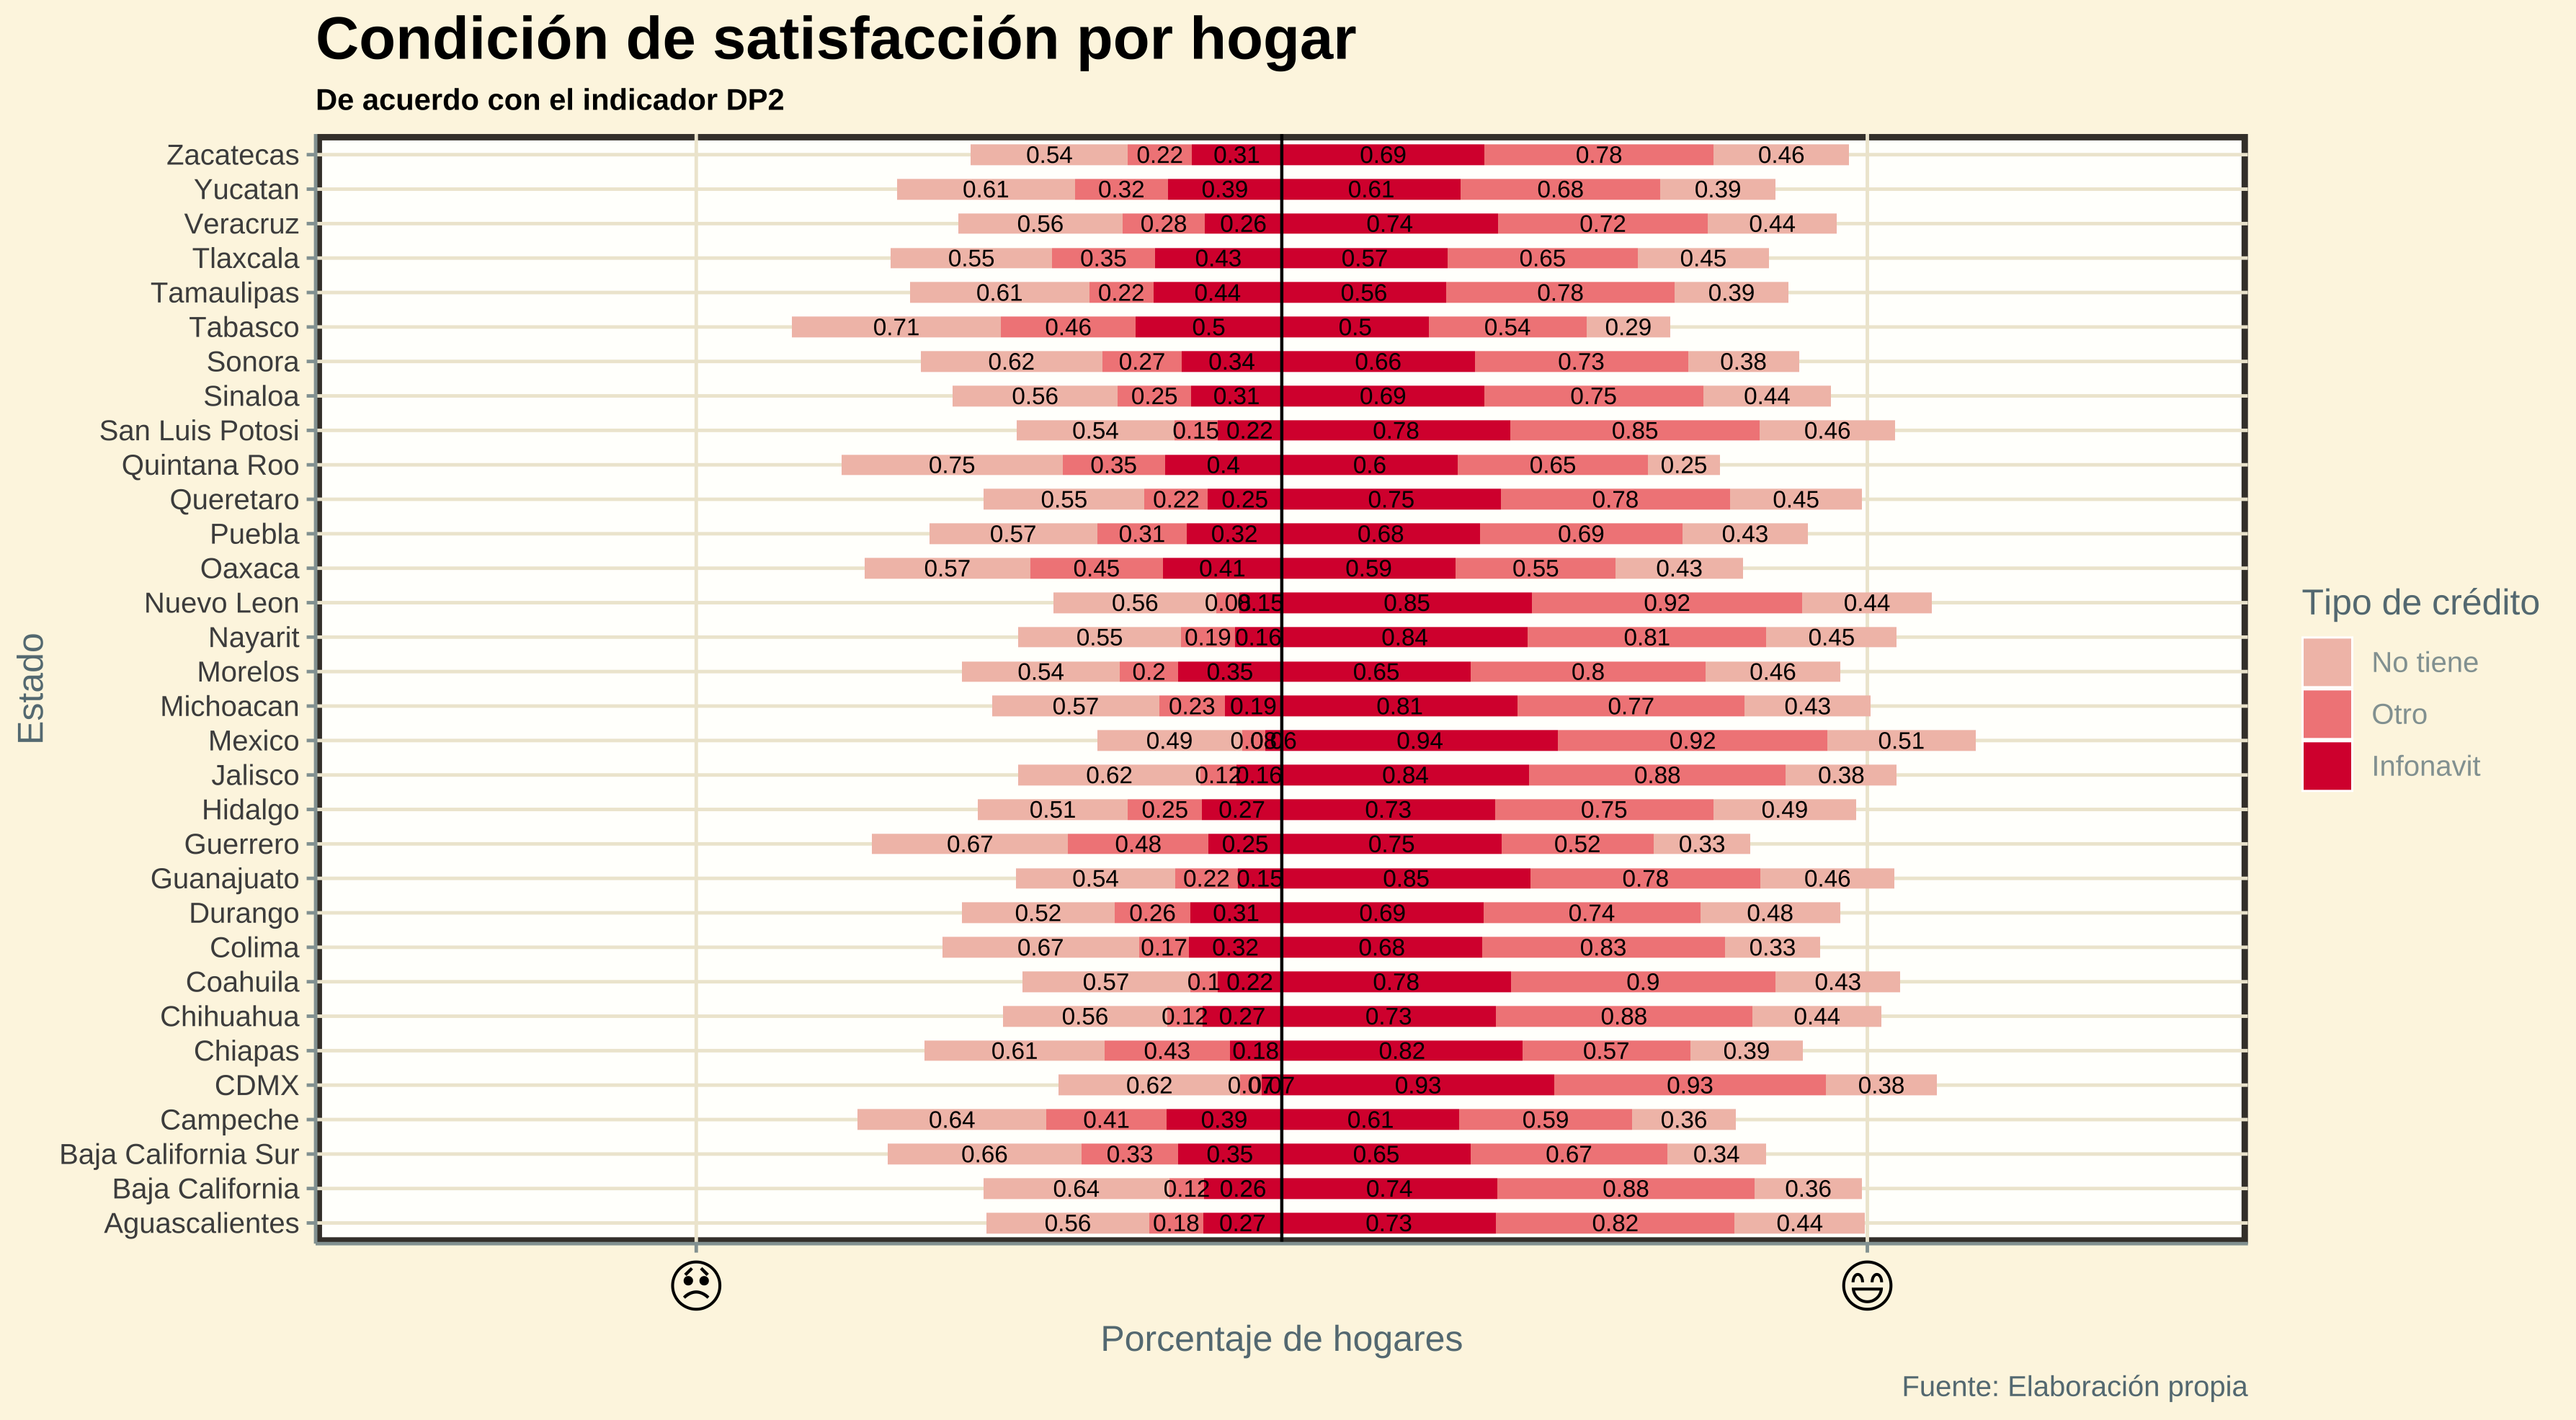 Condición de satisfacción por hogar
De acuerdo con el indicador DP2
Estado
Zacatecas 0.54 0.22 0.31 0.69 0.78 0.46
Yucatan 0.61 0.32 0.39 0.61 0.68 0.39
Veracruz 0.56 0.28 0.26 0.74 0.72 0.44
Tlaxcala 0.55 0.35 0.43 0.57 0.65 0.45
Tamaulipas 0.61 0.22 0.44 0.56 0.78 0.39
Tabasco 0.71 0.46 0.5 0.5 0.54 0.29
Sonora 0.62 0.27 0.34 0.66 0.73 0.38
Sinaloa 0.56 0.25 0.31 0.69 0.75 0.44
San Luis Potosi 0.54 0.15 0.22 0.78 0.85 0.46
Quintana Roo 0.75 0.35 0.4 0.6 0.65 0.25
Queretaro 0.55 0.22 0.25 0.75 0.78 0.45
Puebla 0.57 0.31 0.32 0.68 0.69 0.43
Oaxaca 0.57 0.45 0.41 0.59 0.55 0.43
Nuevo Leon 0.56 0.08 0.15 0.85 0.92 0.44
Nayarit 0.55 0.19 0.16 0.84 0.81 0.45
Morelos 0.54 0.2 0.35 0.65 0.8 0.46
Michoacan 0.57 0.23 0.19 0.81 0.77 0.43
Mexico 0.49 0.08 0.06 0.94 0.92 0.51
Jalisco 0.62 0.12 0.16 0.84 0.88 0.38
Hidalgo 0.51 0.25 0.27 0.73 0.75 0.49
Guerrero 0.67 0.48 0.25 0.75 0.52 0.33
Guanajuato 0.54 0.22 0.15 0.85 0.78 0.46
Durango 0.52 0.26 0.31 0.69 0.74 0.48
Colima 0.67 0.17 0.32 0.68 0.83 0.33
Coahuila 0.57 0.1 0.22 0.78 0.9 0.43
Chihuahua 0.56 0.12 0.27 0.73 0.88 0.44
Chiapas 0.61 0.43 0.18 0.82 0.57 0.39
CDMX 0.62 0.07 0.07 0.93 0.93 0.38
Campeche 0.64 0.41 0.39 0.61 0.59 0.36
Baja California Sur 0.66 0.33 0.35 0.65 0.67 0.34
Baja California 0.64 0.12 0.26 0.74 0.88 0.36
Aguascalientes 0.56 0.18 0.27 0.73 0.82 0.44
Porcentaje de hogares
Tipo de crédito
No tiene
Otro
Infonavit
Fuente: Elaboración propia